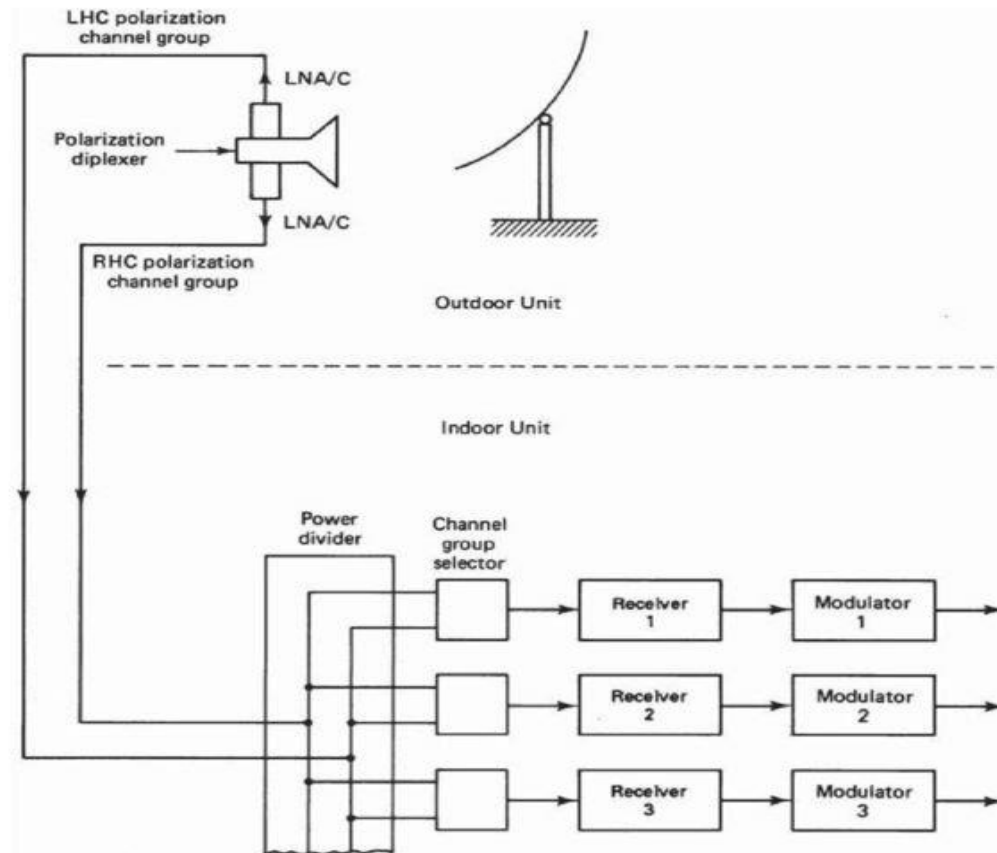 LHC polarization
channel group
LNA/C
Polarization
diplexer
LNA/C
RHC polarization
channel group
Outdoor Unit
Indoor Unit
Power
divider
Channel
group
selector
Receiver
1
Modulator
1
Receiver
2
Modulator
2
Receiver
3
Modulator
3